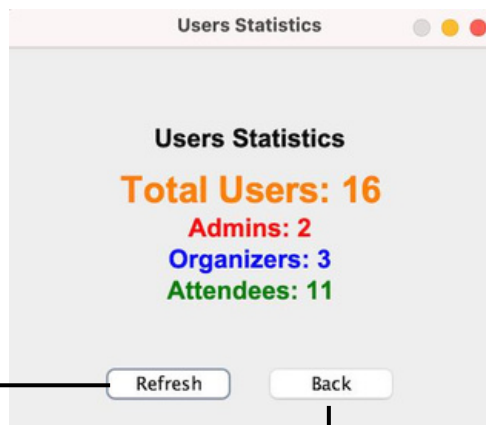 Users Statistics
Users Statistics
Total Users: 16
Admins: 2
Organizers: 3
Attendees: 11
Refresh Back